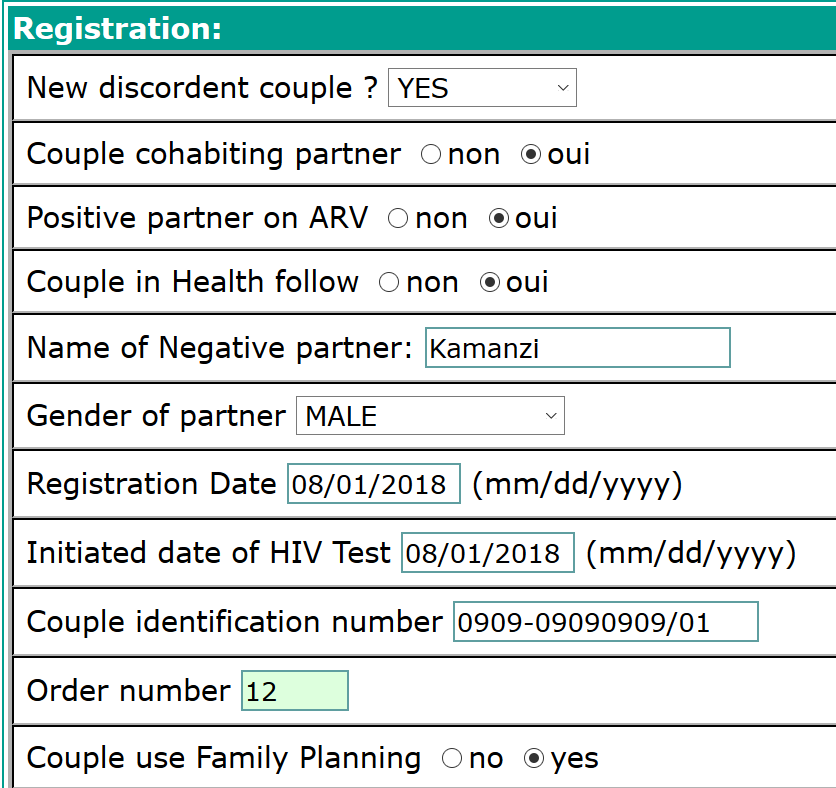 Registration:
New discordent couple ? YES
Couple cohabiting partner non oui
Positive partner on ARV non oui
Couple in Health follow non oui
Name of Negative partner: Kamanzi
Gender of partner MALE
Registration Date 08/01/2018 (mm/dd/yyyy)
Initiated date of HIV Test 08/01/2018 (mm/dd/yyyy)
Couple identification number 0909-09090909/01
Order number 12
Couple use Family Planning no yes